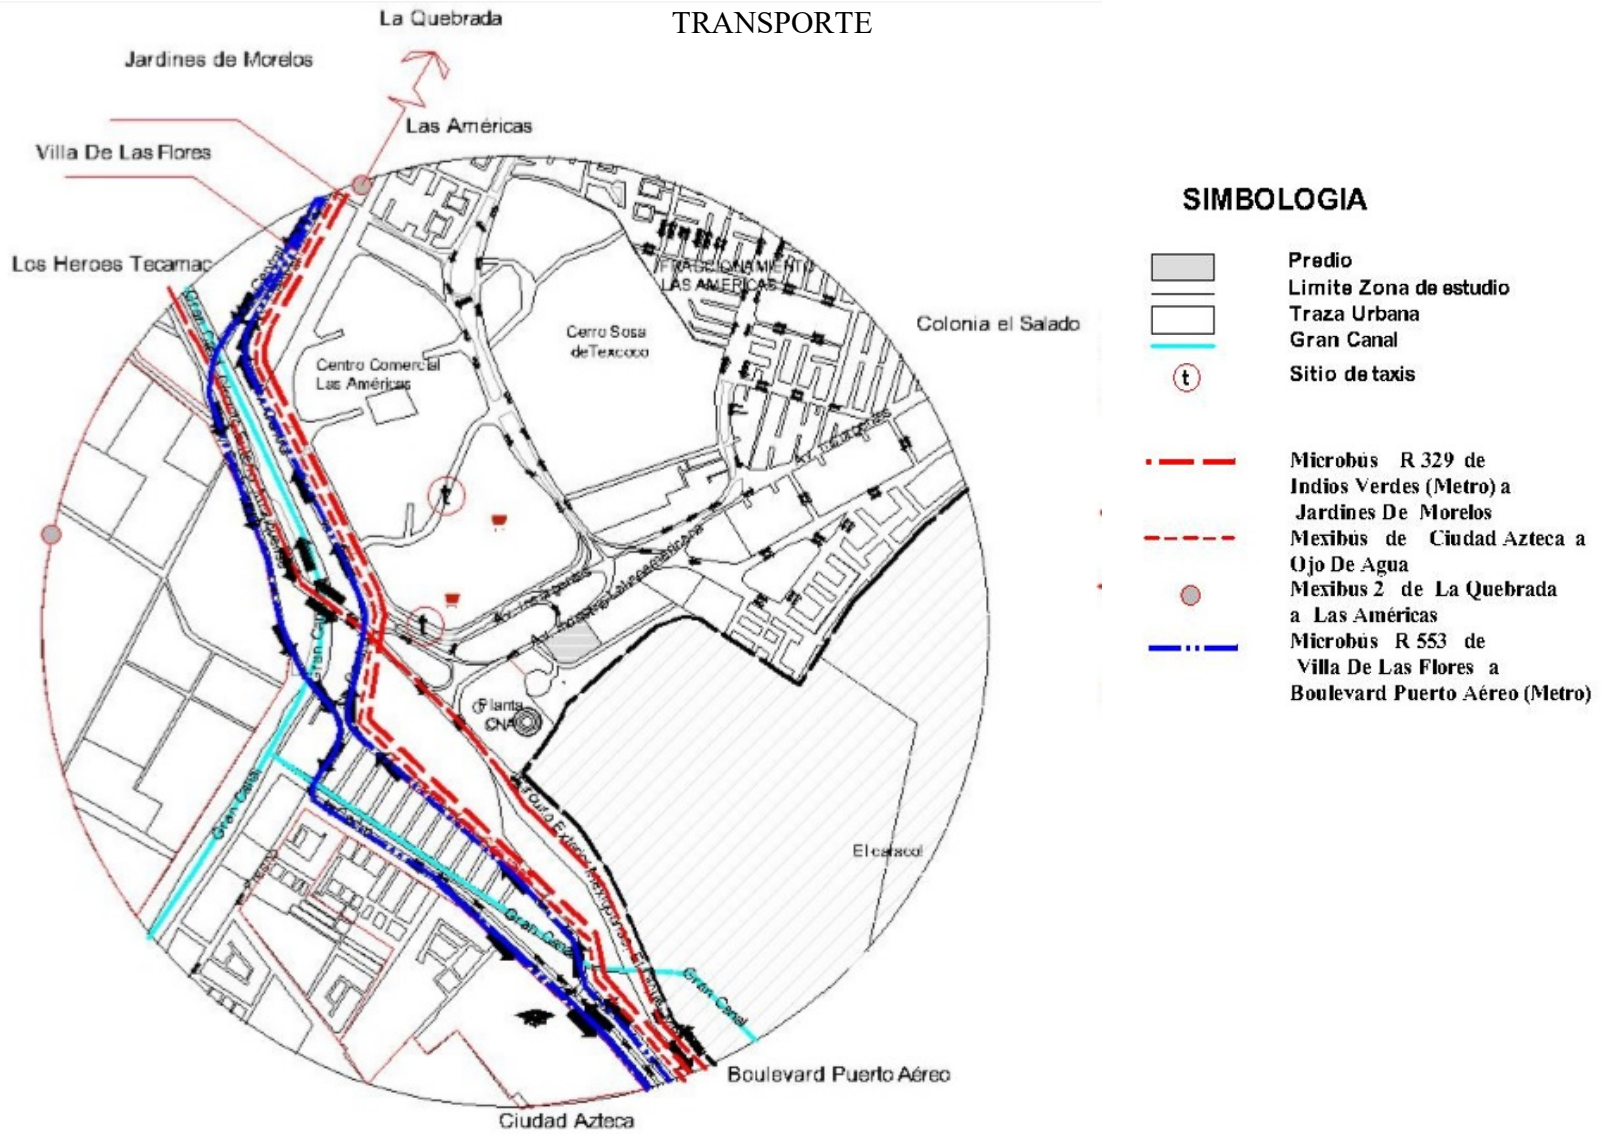 TRANSPORTE
La Quebrada
Jardines de Morelos
Las Américas
Villa De Las Flores
Los Heroes Tecamac
FRACCIONAMIENTO
LAS AMERICAS
Colonia el Salado
Cerro Sosa
de Texcoco
Centro Comercial
Las Américas
t
t
Planta
CNA
Gran Canal
Gran Canal
Gran Canal
El caracol
Boulevard Puerto Aéreo
Ciudad Azteca
SIMBOLOGIA
Predio
Limite Zona de estudio
Traza Urbana
Gran Canal
t Sitio de taxis
Microbús R 329 de
Indios Verdes (Metro) a
Jardines De Morelos
Mexibús de Ciudad Azteca a
Ojo De Agua
Mexibus 2 de La Quebrada
a Las Américas
Microbús R 553 de
Villa De Las Flores a
Boulevard Puerto Aéreo (Metro)